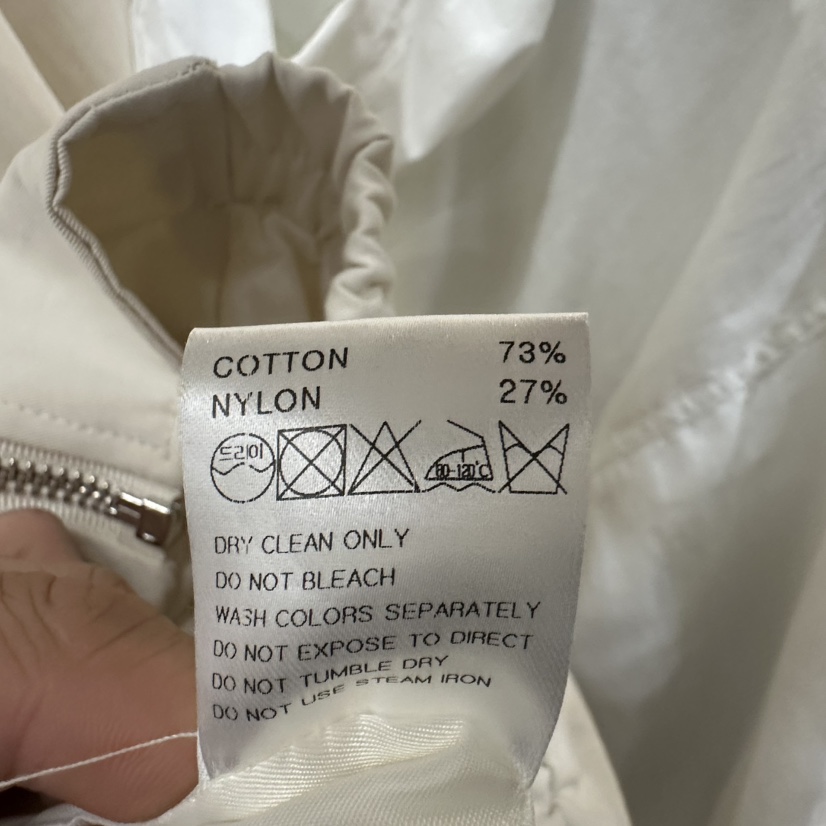 COTTON 73%
NYLON 27%
드라이
80-120°C
DRY CLEAN ONLY
DO NOT BLEACH
WASH COLORS SEPARATELY
DO NOT EXPOSE TO DIRECT
DO NOT TUMBLE DRY
DO NOT USE STEAM IRON